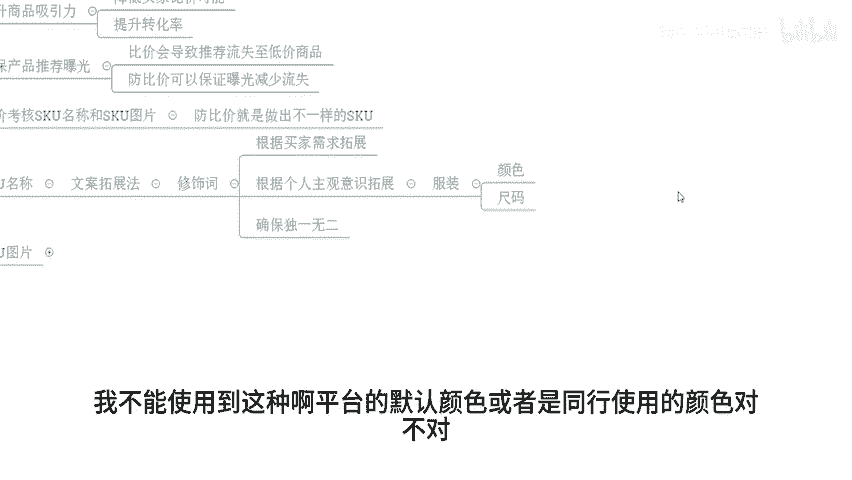 升商品吸引力
提升转化率
比价会导致推荐流失至低价商品
保产品推荐曝光
防比价可以保证曝光减少流失
价考核SKU名称和SKU图片
防比价就是做出不一样的SKU
根据买家需求拓展
U名称
文案拓展法
修饰词
根据个人主观意识拓展
服装
颜色
尺码
确保独一无二
U图片
我不能使用到这种啊平台的默认颜色或者是同行使用的颜色对
不对